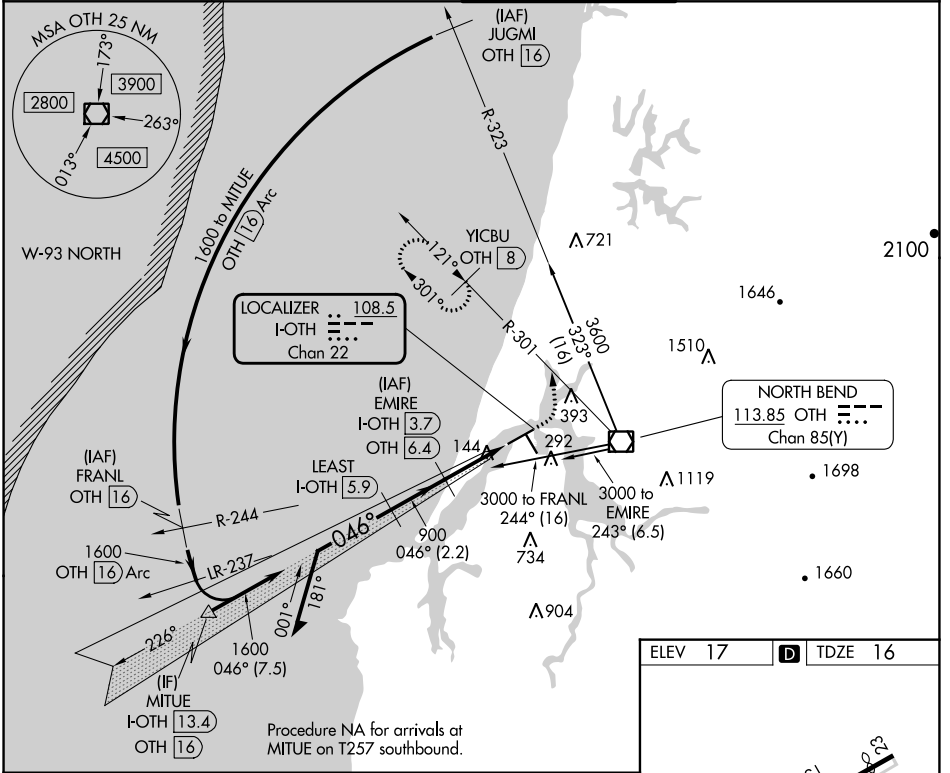 MSA OTH 25 NM
173°
3900
2800
263°
013°
4500
W-93 NORTH
(IAF)
JUGMI
OTH 16
R-323
1600 to MITUE
OTH 16 Arc
YICBU
OTH 8
121°
301°
R-301
721
2100
1646
3600
323°
(16)
1510
LOCALIZER 108.5
I-OTH
Chan 22
(IAF)
EMIRE
I-OTH 3.7
OTH 6.4
393
NORTH BEND
113.85 OTH
Chan 85(Y)
144
292
LEAST
I-OTH 5.9
(IAF)
FRANL
OTH 16
R-244
046°
3000 to FRANL
244° (16)
3000 to
EMIRE
243° (6.5)
1119
1698
900
046° (2.2)
734
1600
OTH 16 Arc
LR-237
001°
181°
1660
904
226°
1600
046° (7.5)
(IF)
MITUE
I-OTH 13.4
OTH 16
Procedure NA for arrivals at
MITUE on T257 southbound.
ELEV 17 D TDZE 16
23